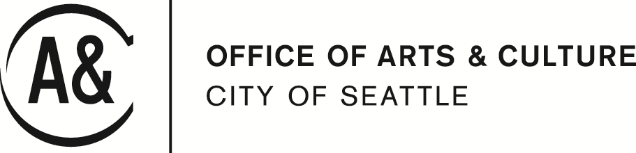 A&
OFFICE OF ARTS & CULTURE
CITY OF SEATTLE